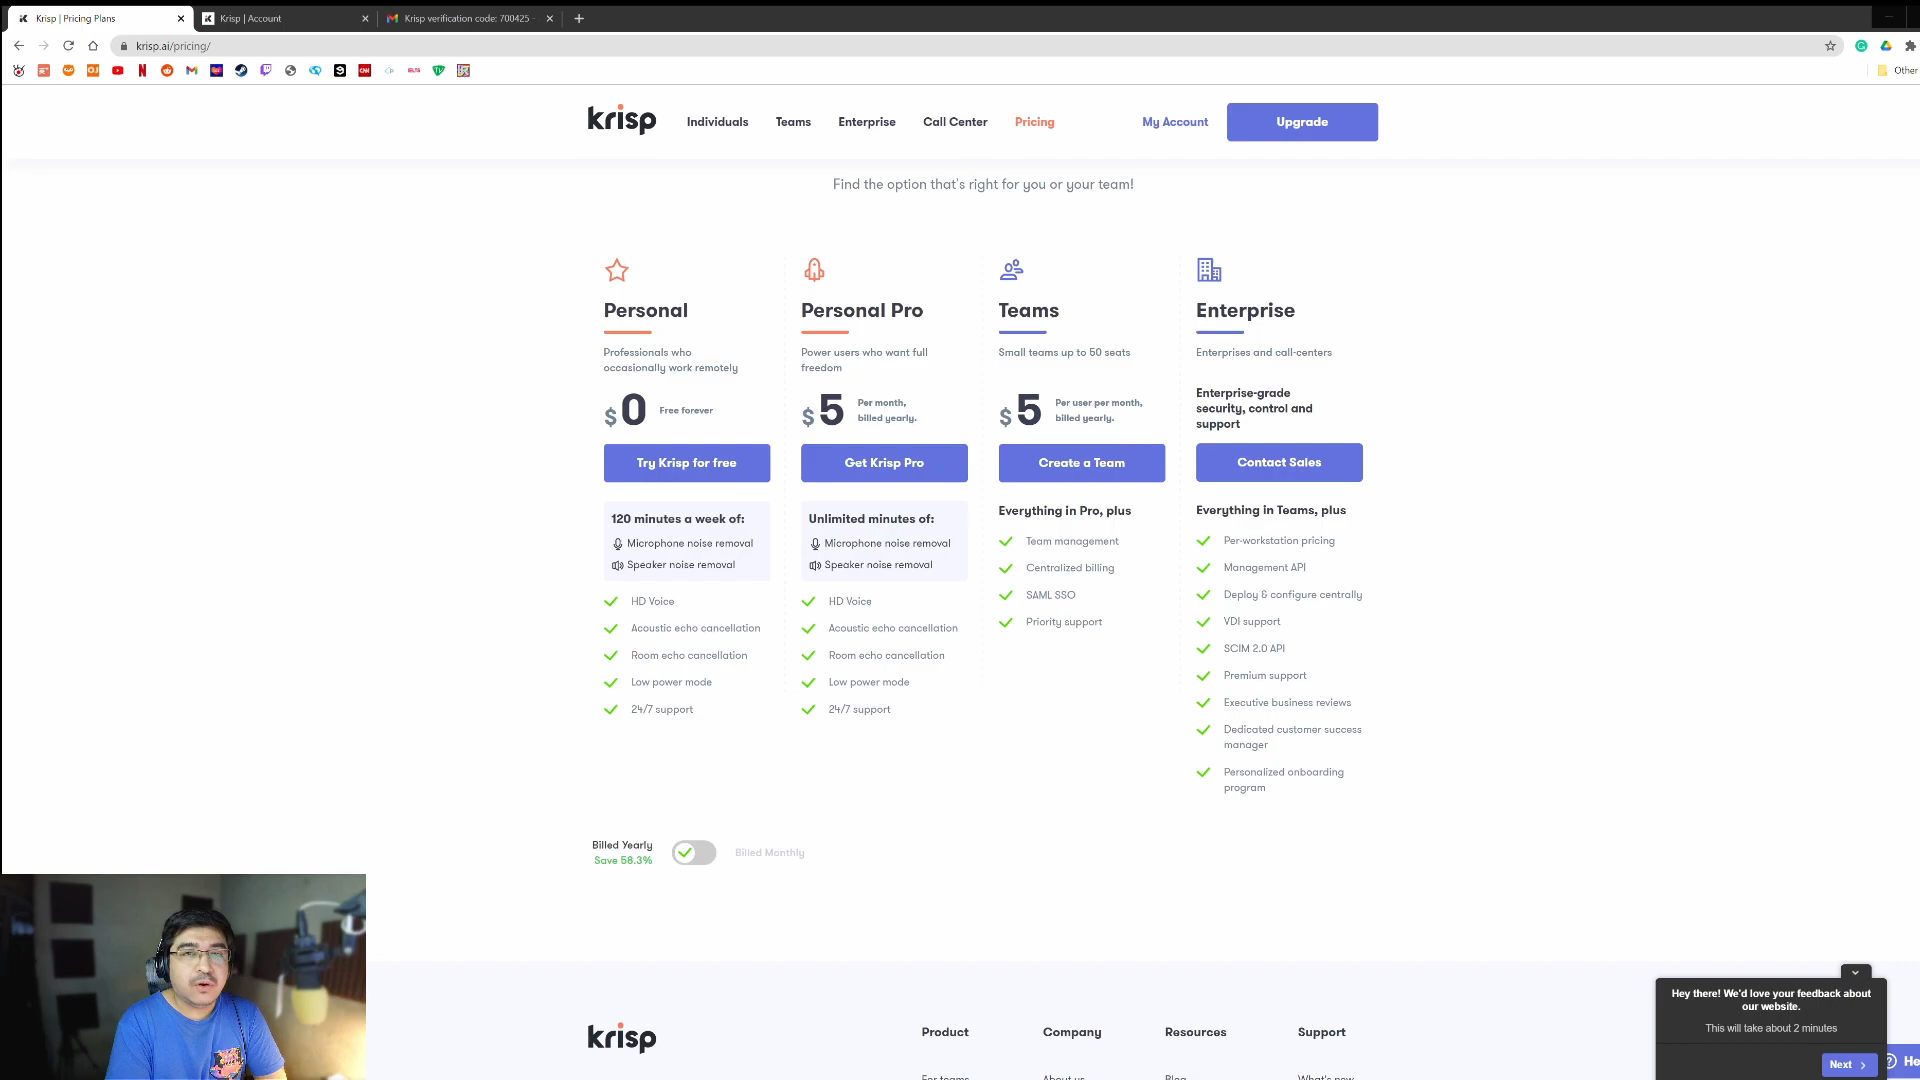 Krisp | Pricing Plans
Krisp | Account
Krisp verification code: 700425 -
krisp.ai/pricing/
Other
krisp
Individuals
Teams
Enterprise
Call Center
Pricing
My Account
Upgrade
Find the option that's right for you or your team!
Personal
Professionals who
occasionally work remotely
$0
Free forever
Try Krisp for free
120 minutes a week of:
Microphone noise removal
Speaker noise removal
HD Voice
Acoustic echo cancellation
Room echo cancellation
Low power mode
24/7 support
Personal Pro
Power users who want full
freedom
$5
Per month,
billed yearly.
Get Krisp Pro
Unlimited minutes of:
Microphone noise removal
Speaker noise removal
HD Voice
Acoustic echo cancellation
Room echo cancellation
Low power mode
24/7 support
Teams
Small teams up to 50 seats
$5
Per user per month,
billed yearly.
Create a Team
Everything in Pro, plus
Team management
Centralized billing
SAML SSO
Priority support
Enterprise
Enterprises and call-centers
Enterprise-grade
security, control and
support
Contact Sales
Everything in Teams, plus
Per-workstation pricing
Management API
Deploy & configure centrally
VDI support
SCIM 2.0 API
Premium support
Executive business reviews
Dedicated customer success
manager
Personalized onboarding
program
Billed Yearly
Save 58.3%
Billed Monthly
krisp
Product
Company
Resources
Support
For teams
About us
Blog
What's new
Hey there! We'd love your feedback about
our website.
This will take about 2 minutes
Next
He